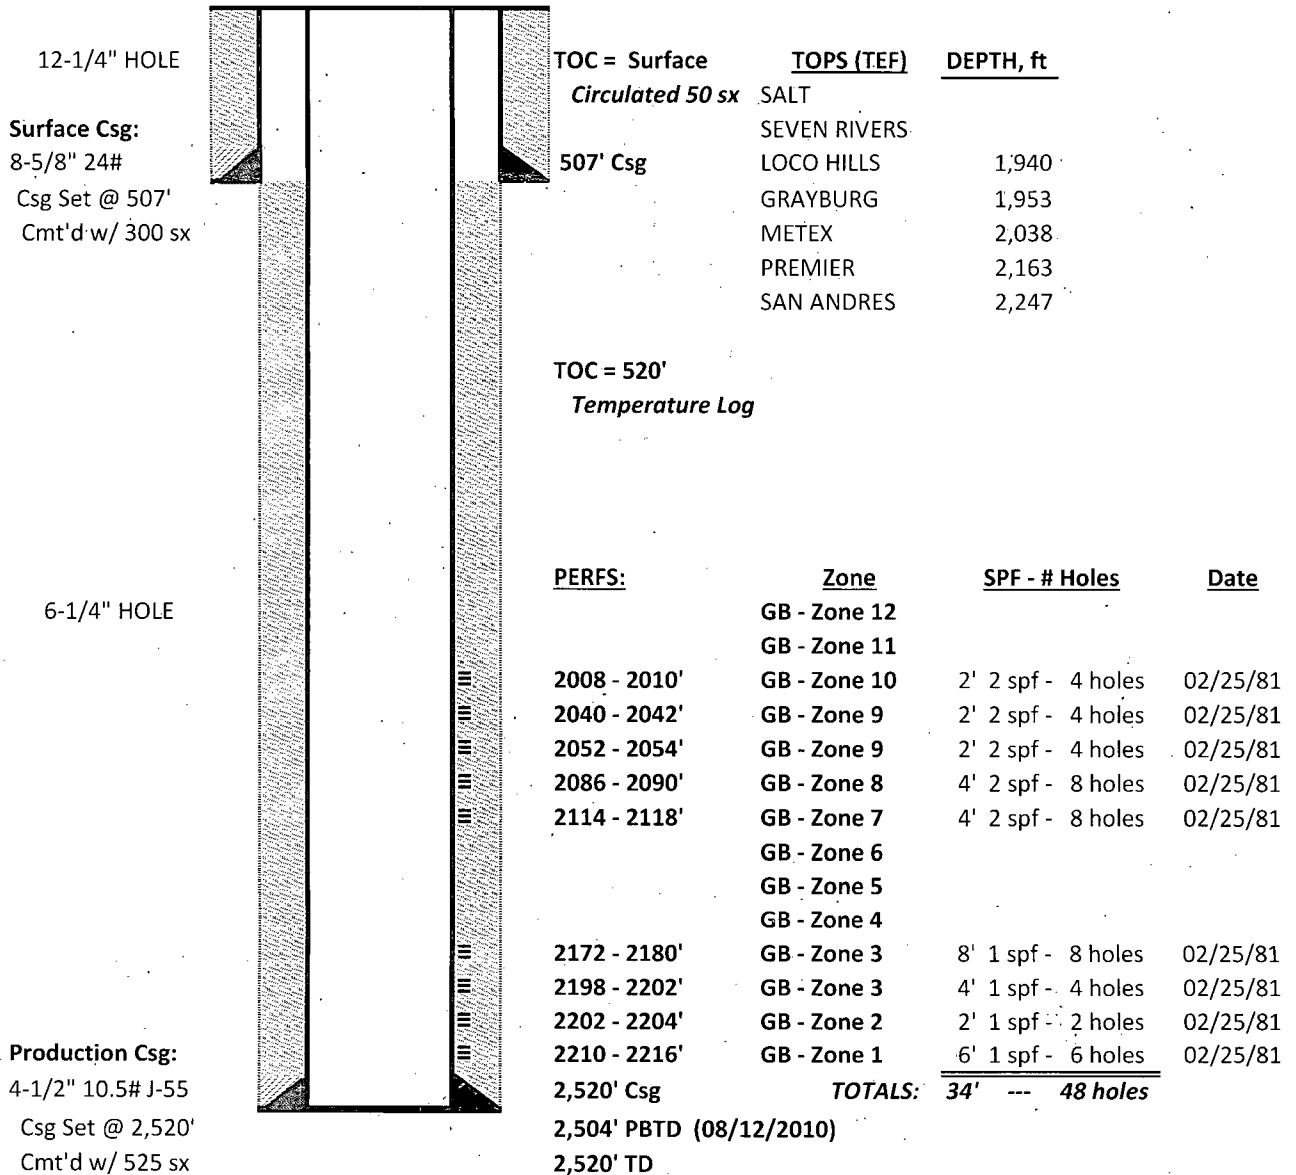 12-1/4" HOLE
Surface Csg:
8-5/8" 24#
Csg Set @ 507'
Cmt'd w/ 300 sx
TOC = Surface
Circulated 50 sx
507' Csg
TOPS (TEF) DEPTH, ft
SALT
SEVEN RIVERS
LOCO HILLS 1,940
GRAYBURG 1,953
METEX 2,038
PREMIER 2,163
SAN ANDRES 2,247
TOC = 520'
Temperature Log
6-1/4" HOLE
PERFS: Zone SPF - # Holes Date
GB - Zone 12
GB - Zone 11
2008 - 2010' GB - Zone 10 2' 2 spf - 4 holes 02/25/81
2040 - 2042' GB - Zone 9 2' 2 spf - 4 holes 02/25/81
2052 - 2054' GB - Zone 9 2' 2 spf - 4 holes 02/25/81
2086 - 2090' GB - Zone 8 4' 2 spf - 8 holes 02/25/81
2114 - 2118' GB - Zone 7 4' 2 spf - 8 holes 02/25/81
GB - Zone 6
GB - Zone 5
GB - Zone 4
2172 - 2180' GB - Zone 3 8' 1 spf - 8 holes 02/25/81
2198 - 2202' GB - Zone 3 4' 1 spf - 4 holes 02/25/81
2202 - 2204' GB - Zone 2 2' 1 spf - 2 holes 02/25/81
2210 - 2216' GB - Zone 1 6' 1 spf - 6 holes 02/25/81
TOTALS: 34' --- 48 holes
Production Csg:
4-1/2" 10.5# J-55
Csg Set @ 2,520'
Cmt'd w/ 525 sx
2,520' Csg
2,504' PBTD (08/12/2010)
2,520' TD